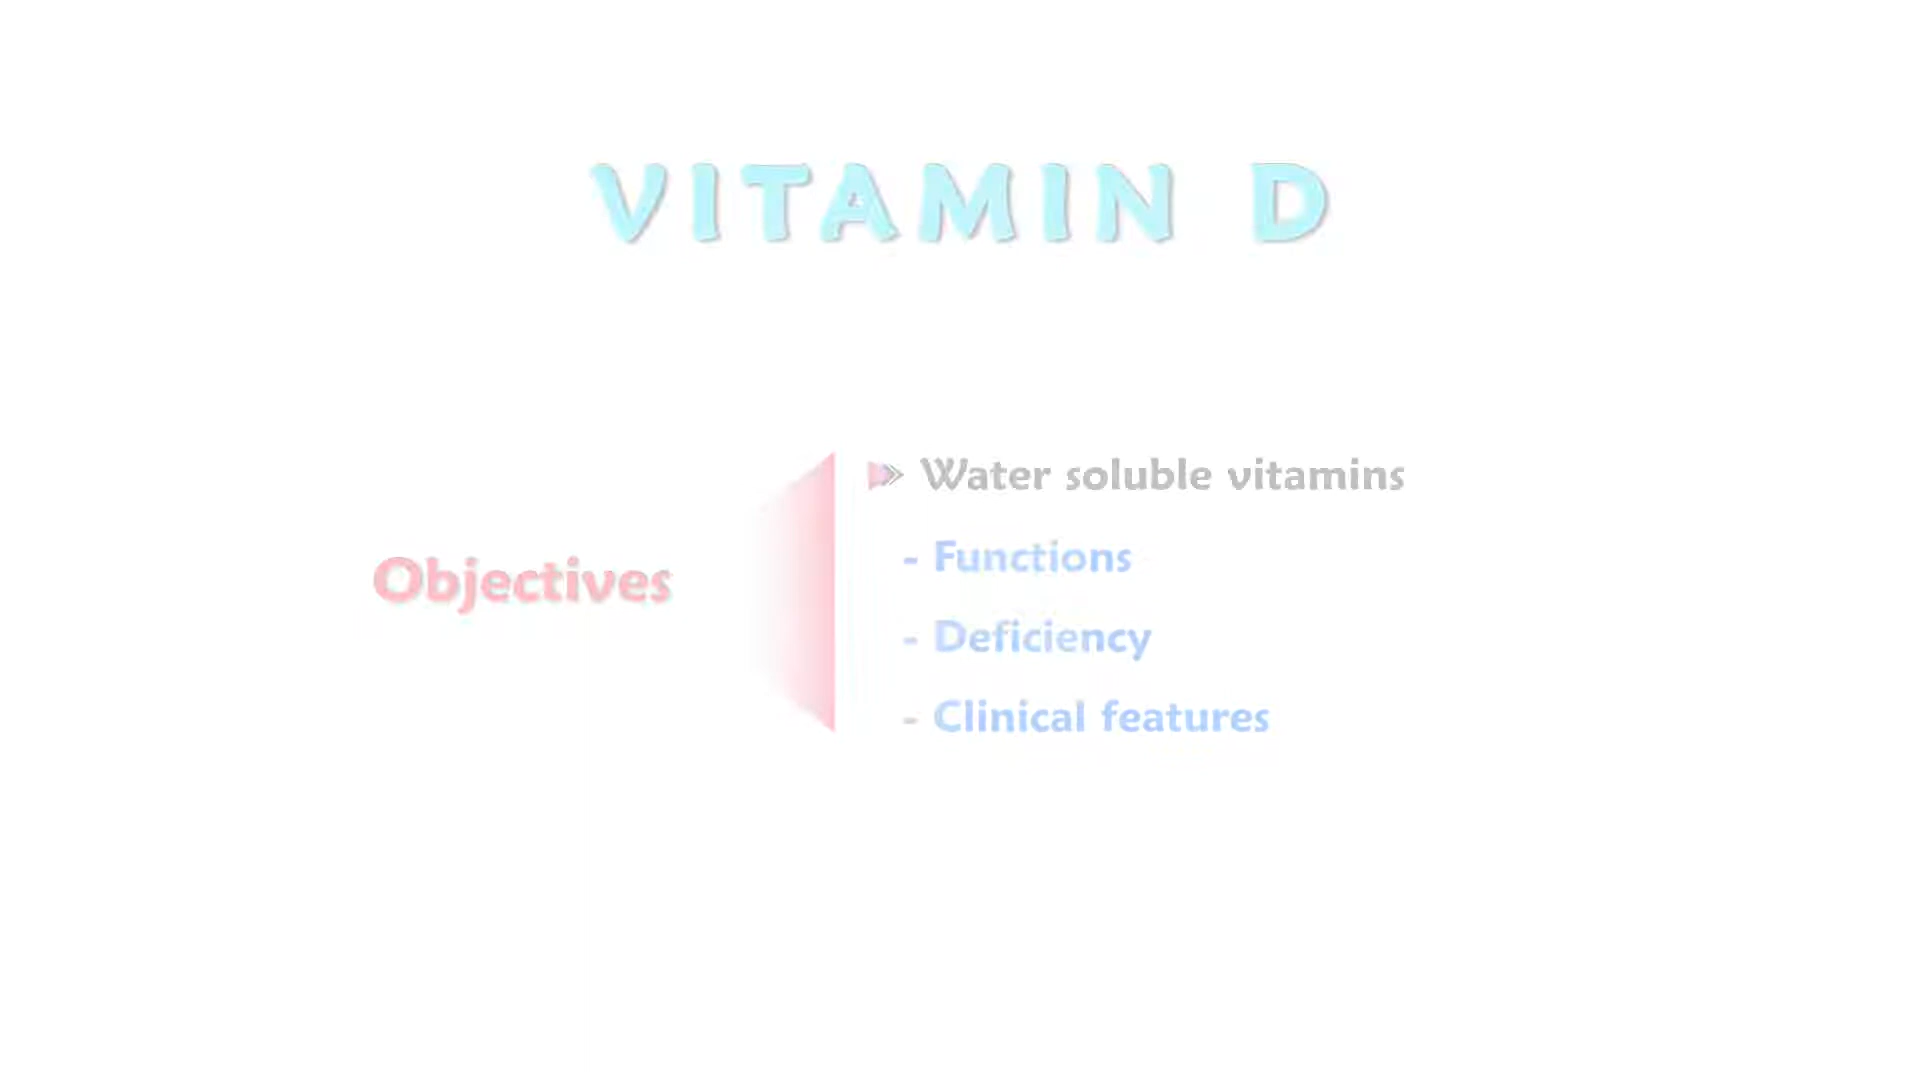 VITAMIN D
Objectives
Water soluble vitamins
- Functions
- Deficiency
- Clinical features